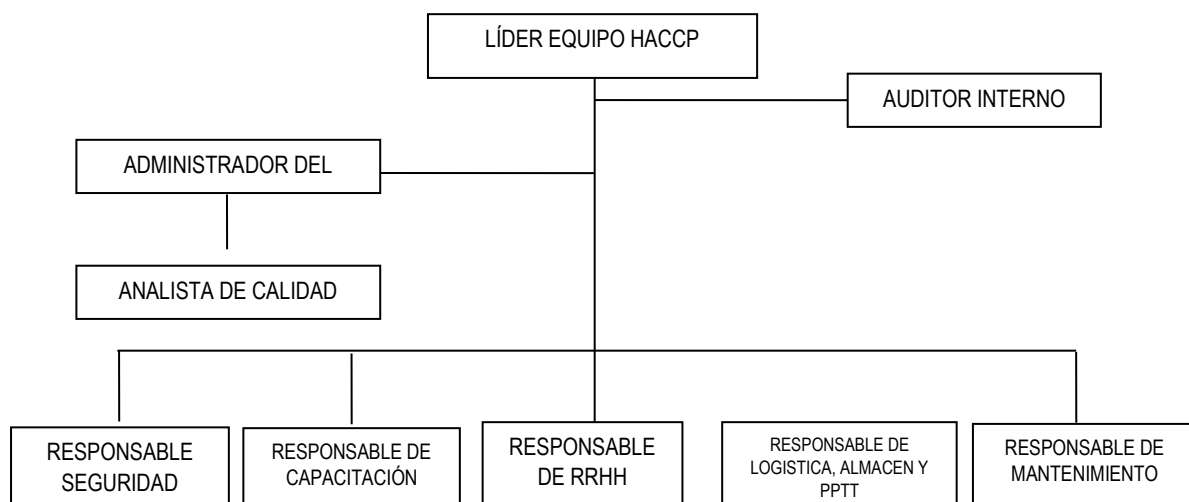 LÍDER EQUIPO HACCP
AUDITOR INTERNO
ADMINISTRADOR DEL
ANALISTA DE CALIDAD
RESPONSABLE
SEGURIDAD
RESPONSABLE DE
CAPACITACIÓN
RESPONSABLE
DE RRHH
RESPONSABLE DE
LOGISTICA, ALMACEN Y
PPTT
RESPONSABLE DE
MANTENIMIENTO